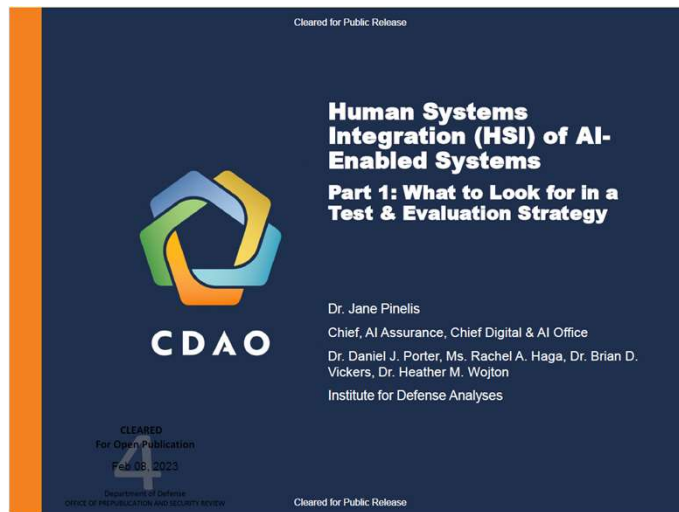 Cleared for Public Release
Human Systems
Integration (HSI) of AI-
Enabled Systems
Part 1: What to Look for in a
Test & Evaluation Strategy
CDAO
Dr. Jane Pinelis
Chief, AI Assurance, Chief Digital & AI Office
Dr. Daniel J. Porter, Ms. Rachel A. Haga, Dr. Brian D.
Vickers, Dr. Heather M. Wojton
Institute for Defense Analyses
CLEARED
For Open Publication
Feb 08, 2023
4
Department of Defense
OFFICE OF PREPUBLICATION AND SECURITY REVIEW
Cleared for Public Release